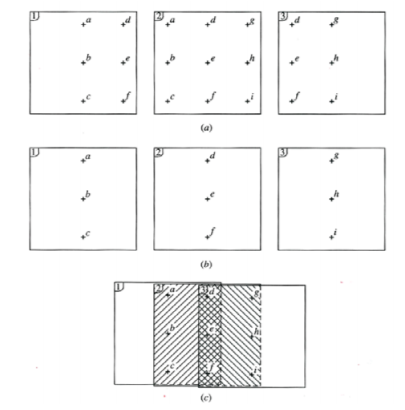 1 a d 2 a d g 3 d g
b e b e h e h
c f c f i f i
(a)
1 a 2 d 3 g
b e h
c f i
(b)
1 2 a 3 d g
b e h
c f i
(c)